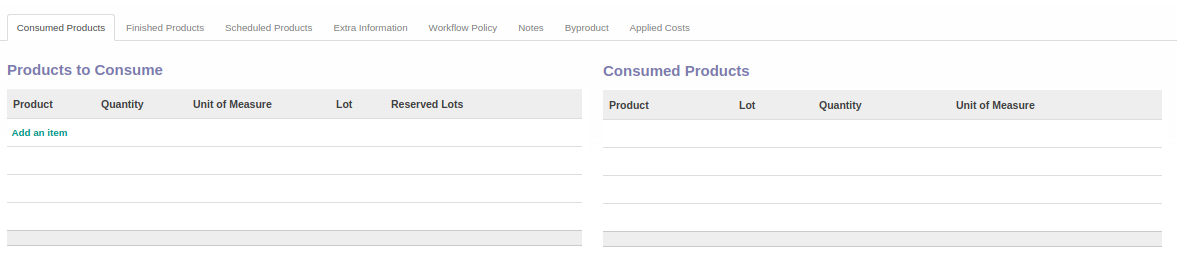 Consumed Products Finished Products Scheduled Products Extra Information Workflow Policy Notes Byproduct Applied Costs
Products to Consume
Product Quantity Unit of Measure Lot Reserved Lots
Add an item
Consumed Products
Product Lot Quantity Unit of Measure